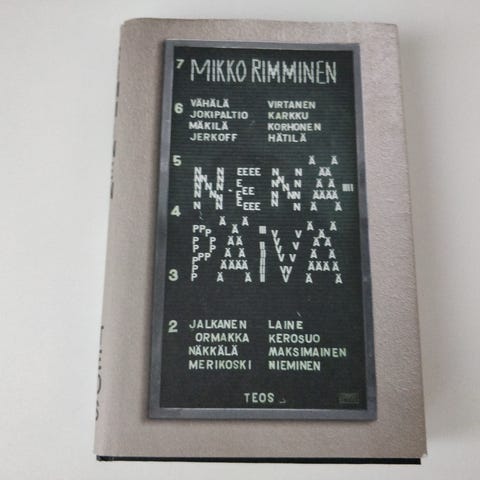 7 MIKKO RIMMINEN
6 VÄHÄLÄ VIRTANEN
JOKIPALTIO KARKKU
MÄKILÄ KORHONEN
JERKOFF HÄTILÄ
5
NENÄ-
4
PÄIVÄ
3
2 JALKANEN LAINE
ORMAKKA KEROSUO
NÄKKÄLÄ MAKSIMAINEN
MERIKOSKI NIEMINEN
TEOS